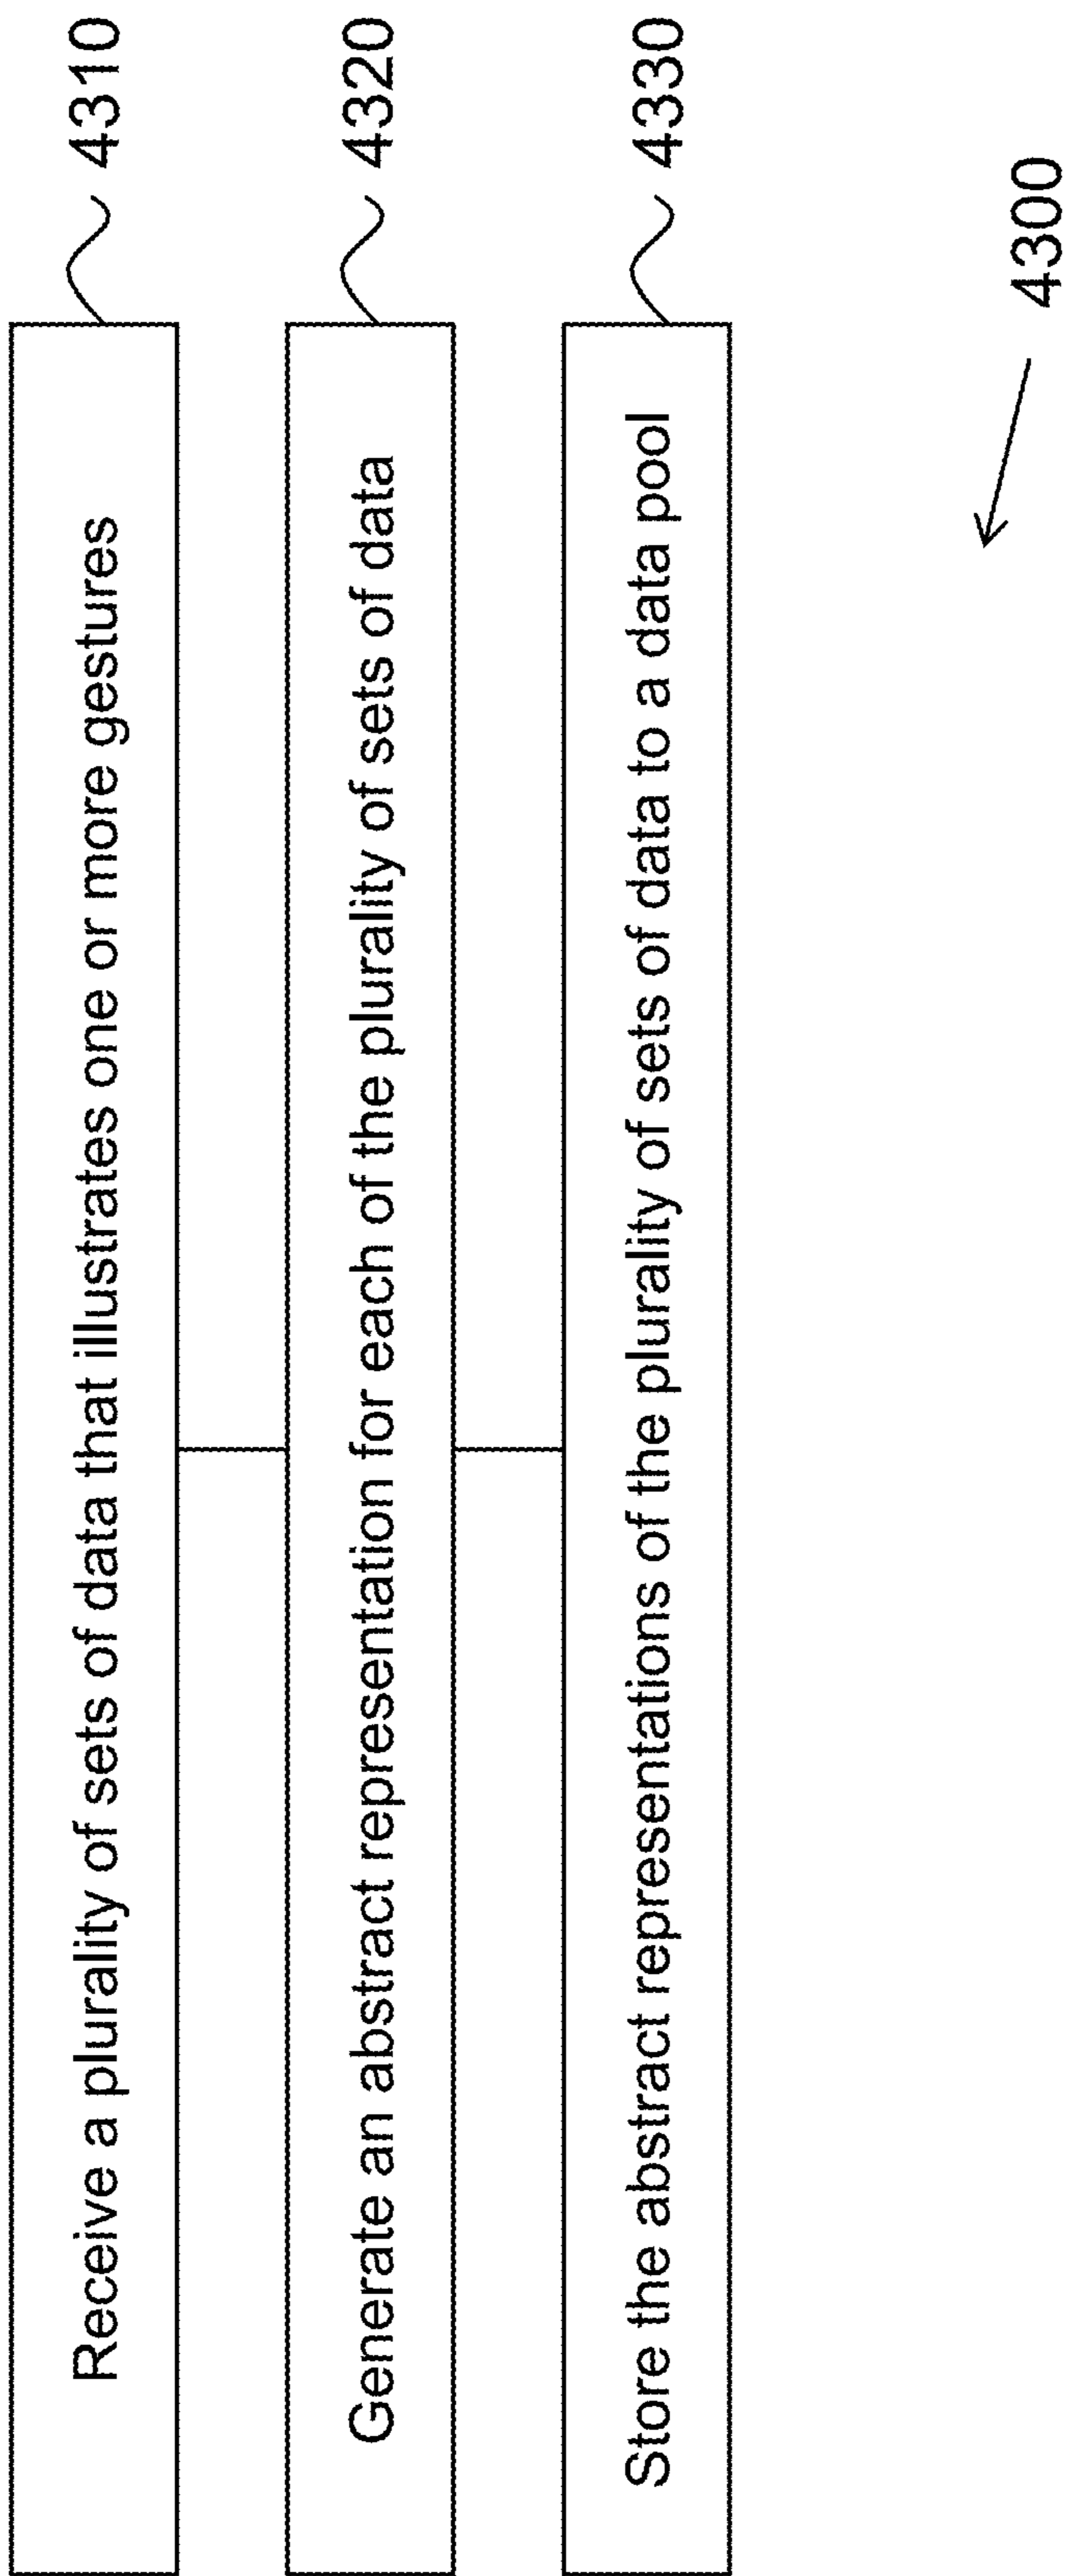 Receive a plurality of sets of data that illustrates one or more gestures
4310
Generate an abstract representation for each of the plurality of sets of data
4320
Store the abstract representations of the plurality of sets of data to a data pool
4330
4300